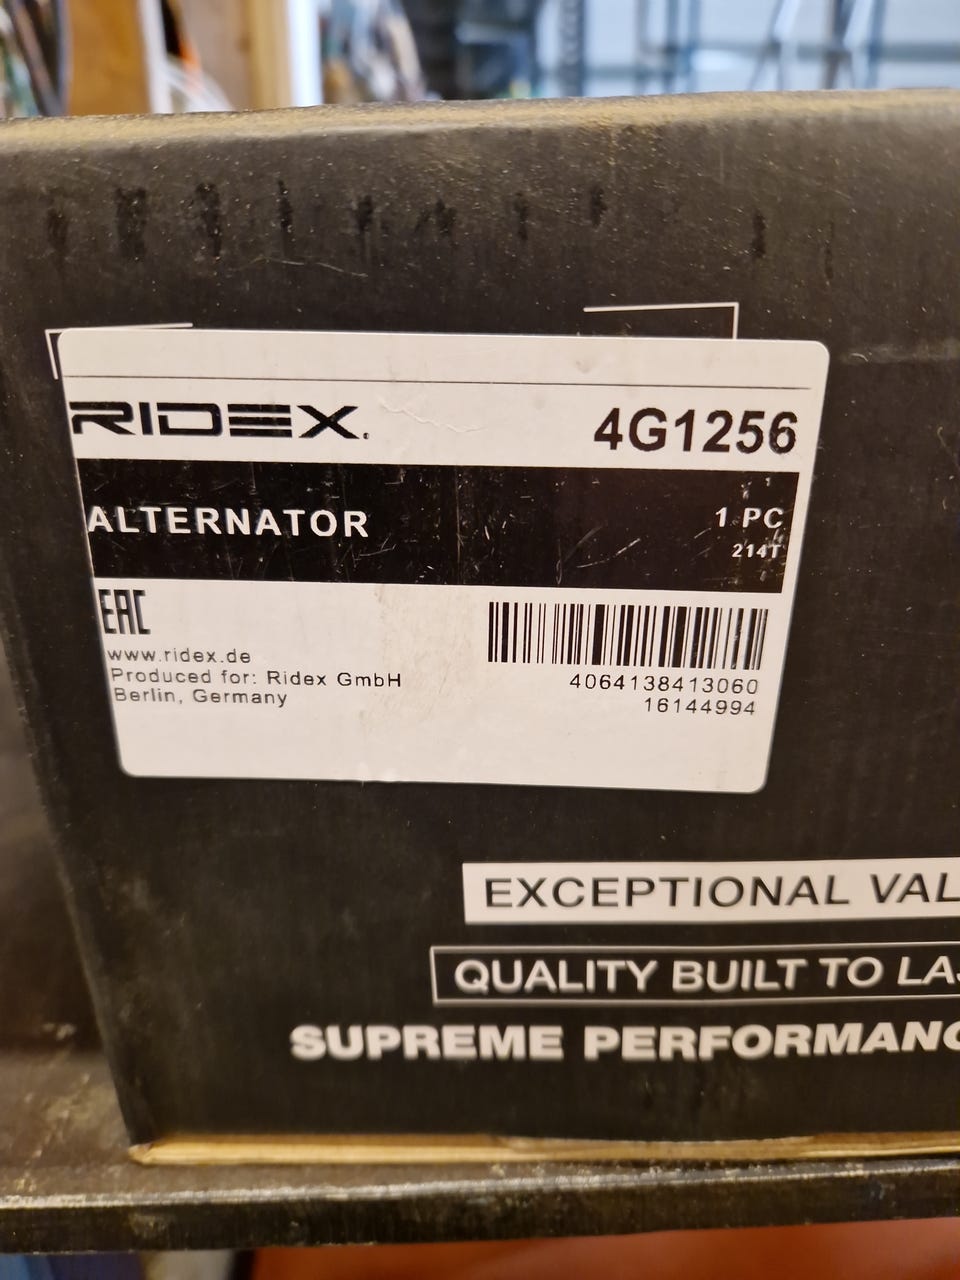 RIDEX 4G1256
ALTERNATOR 1 PC
214T
EAC
www.ridex.de
Produced for: Ridex GmbH
Berlin, Germany
4064138413060
16144994
EXCEPTIONAL VAL
QUALITY BUILT TO LA
SUPREME PERFORMANC